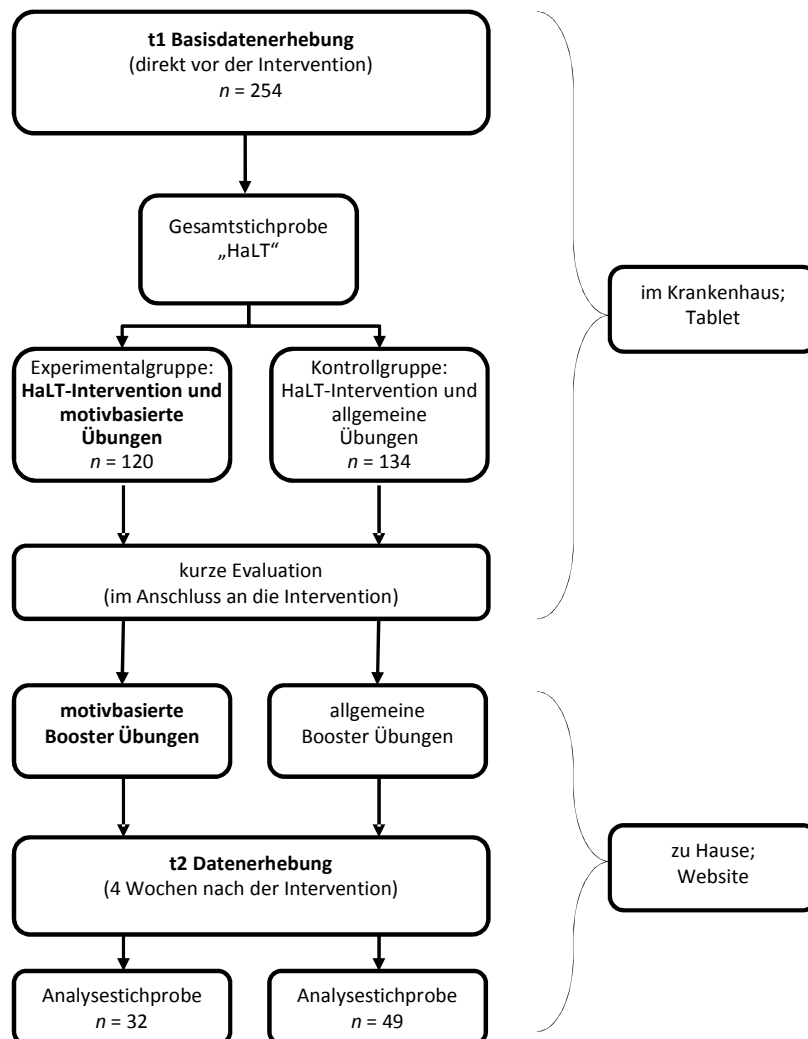 t1 Basisdatenerhebung
(direkt vor der Intervention)
n = 254
Gesamtstichprobe
„HaLT“
im Krankenhaus;
Tablet
Experimentalgruppe:
HaLT-Intervention und
motivbasierte
Übungen
n = 120
Kontrollgruppe:
HaLT-Intervention und
allgemeine
Übungen
n = 134
kurze Evaluation
(im Anschluss an die Intervention)
motivbasierte
Booster Übungen
allgemeine
Booster Übungen
t2 Datenerhebung
(4 Wochen nach der Intervention)
zu Hause;
Website
Analysestichprobe
n = 32
Analysestichprobe
n = 49